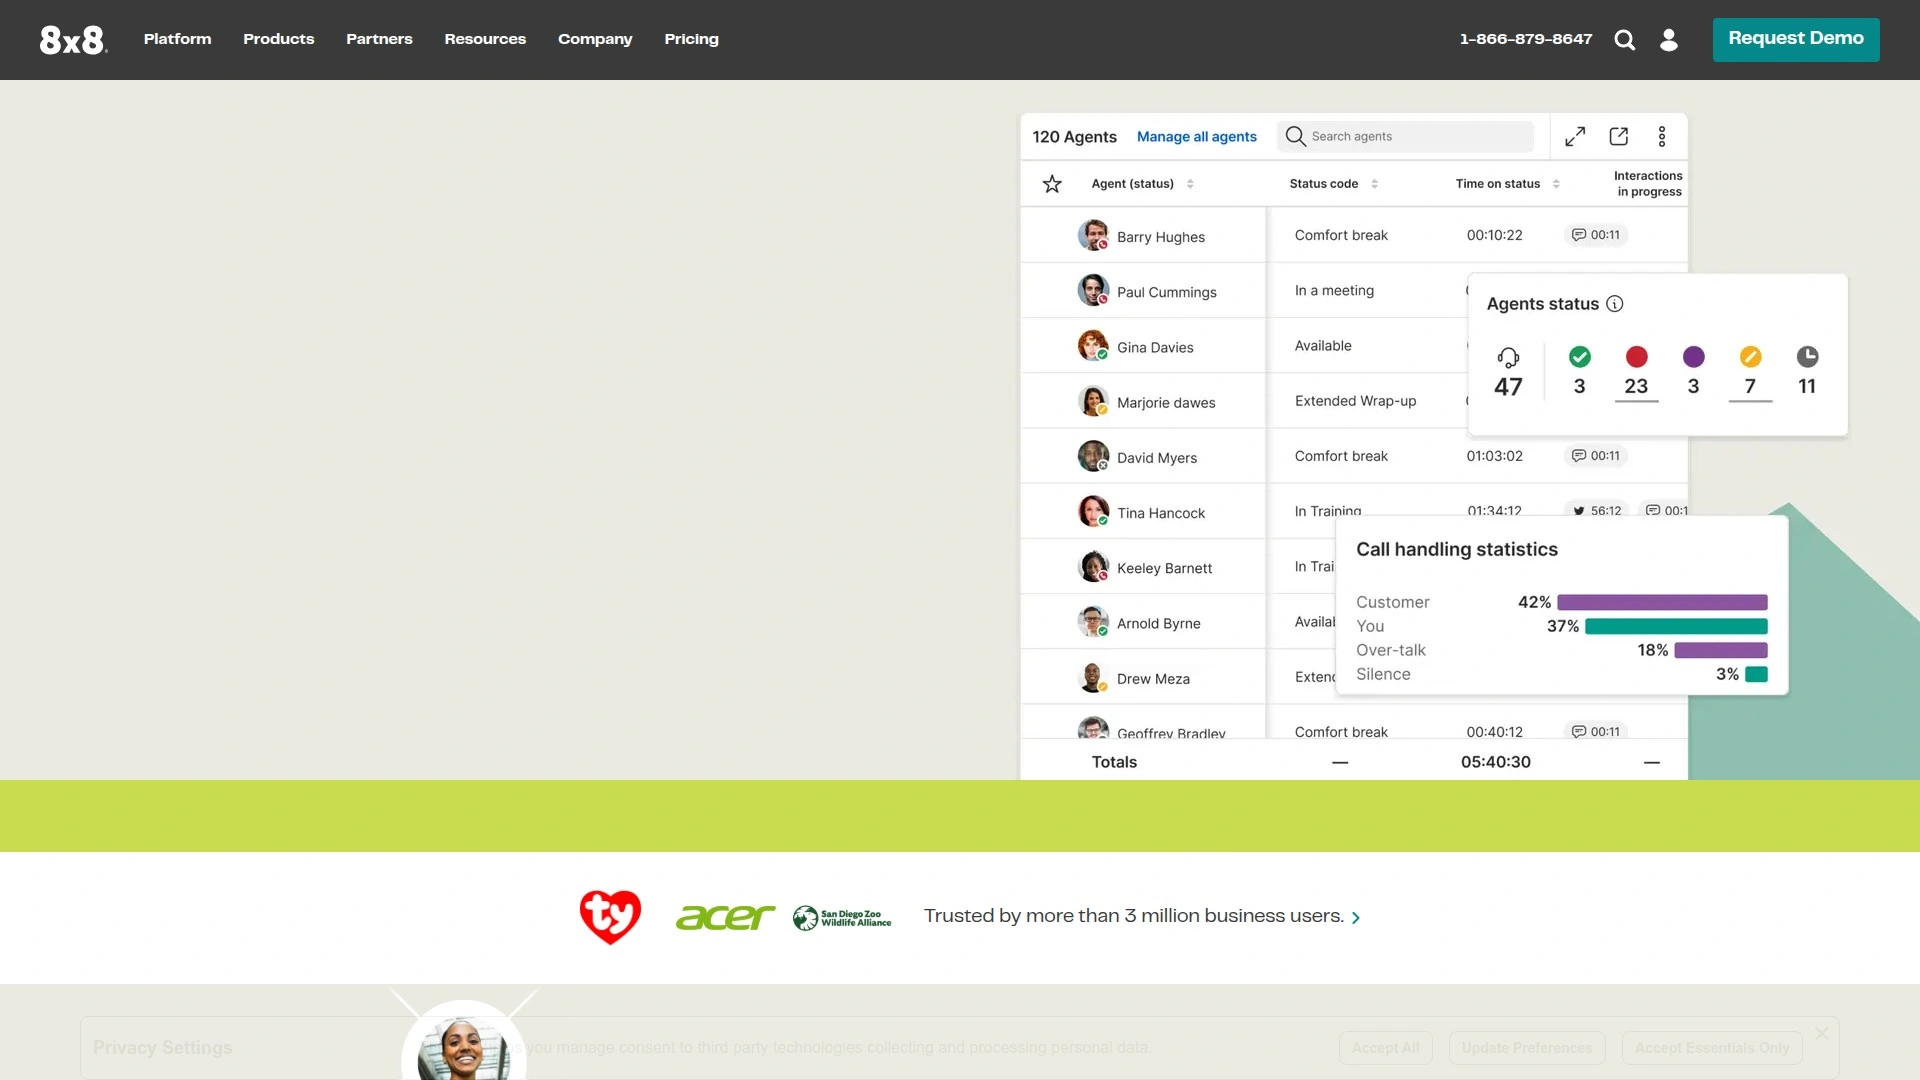 8x8
Platform
Products
Partners
Resources
Company
Pricing
1-866-879-8647
Request Demo
120 Agents
Manage all agents
Search agents
Agent (status)
Status code
Time on status
Interactions
in progress
Barry Hughes
Comfort break
00:10:22
00:11
Paul Cummings
In a meeting
Gina Davies
Available
Marjorie dawes
Extended Wrap-up
David Myers
Comfort break
01:03:02
00:11
Tina Hancock
In Training
01:34:12
56:12
00:1
Keeley Barnett
In Trai
Arnold Byrne
Availab
Drew Meza
Exten
Geoffrey Bradley
Comfort break
00:40:12
00:11
Totals
—
05:40:30
—
Agents status
47
3
23
3
7
11
Call handling statistics
Customer 42%
You 37%
Over-talk 18%
Silence 3%
ty
acer
San Diego Zoo
Wildlife Alliance
Trusted by more than 3 million business users.
Privacy Settings
you manage consent to third party technologies collecting and processing personal data.
Accept All
Update Preferences
Accept Essentials Only